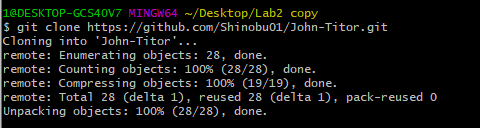 1@DESKTOP-GCS4OV7 MINGW64 ~/Desktop/Lab2 copy
$ git clone https://github.com/Shinobu01/John-Titor.git
Cloning into 'John-Titor'...
remote: Enumerating objects: 28, done.
remote: Counting objects: 100% (28/28), done.
remote: Compressing objects: 100% (19/19), done.
remote: Total 28 (delta 1), reused 28 (delta 1), pack-reused 0
Unpacking objects: 100% (28/28), done.